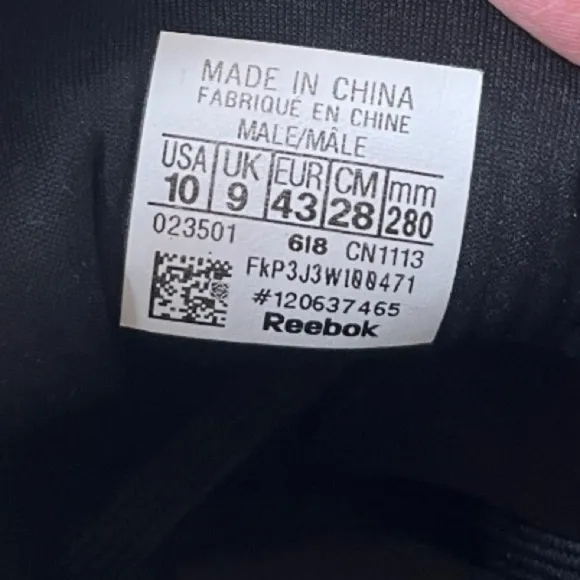 MADE IN CHINA
FABRIQUÉ EN CHINE
MALE/MÂLE
USA UK EUR CM mm
10 9 43 28 280
023501 618 CN1113
FkP3J3W100471
#120637465
Reebok